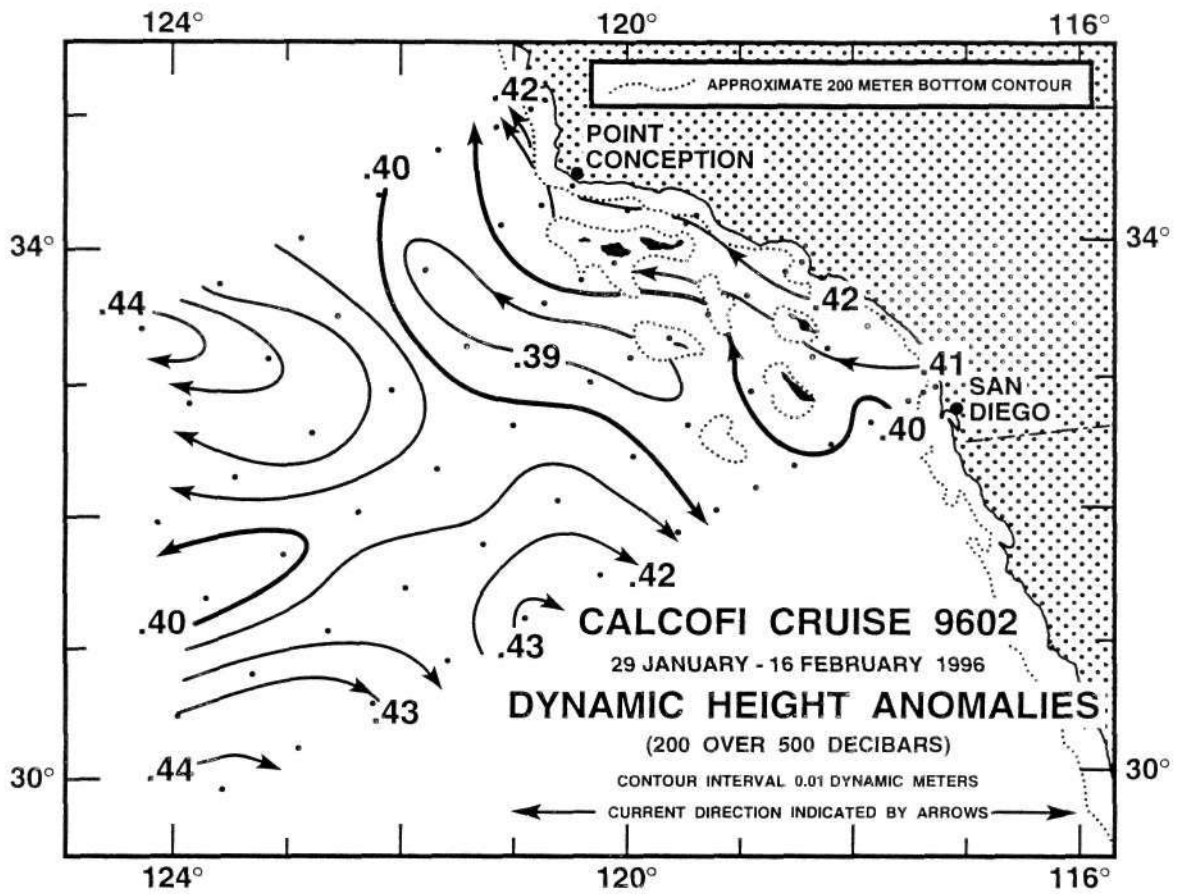 124° 120° 116°
APPROXIMATE 200 METER BOTTOM CONTOUR
.42
POINT
CONCEPTION
.40
34° 34°
.44
.42
.39
.41
SAN
DIEGO
.40
.42
.40
CALCOFI CRUISE 9602
.43
29 JANUARY - 16 FEBRUARY 1996
DYNAMIC HEIGHT ANOMALIES
.43
(200 OVER 500 DECIBARS)
.44
30° 30°
CONTOUR INTERVAL 0.01 DYNAMIC METERS
CURRENT DIRECTION INDICATED BY ARROWS
124° 120° 116°